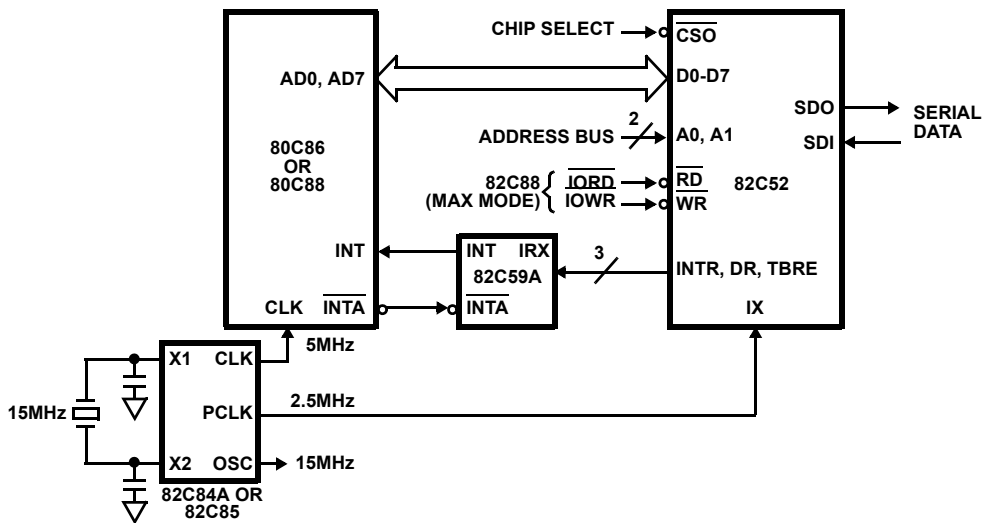 CHIP SELECT
CSO
AD0, AD7
D0-D7
SDO
SERIAL
DATA
SDI
2
ADDRESS BUS
A0, A1
80C86
OR
80C88
82C88
(MAX MODE)
IORD
IOWR
RD
WR
82C52
INT
INT IRX
82C59A
3
INTR, DR, TBRE
CLK INTA
INTA
IX
5MHz
X1 CLK
15MHz
PCLK
2.5MHz
X2 OSC
15MHz
82C84A OR
82C85